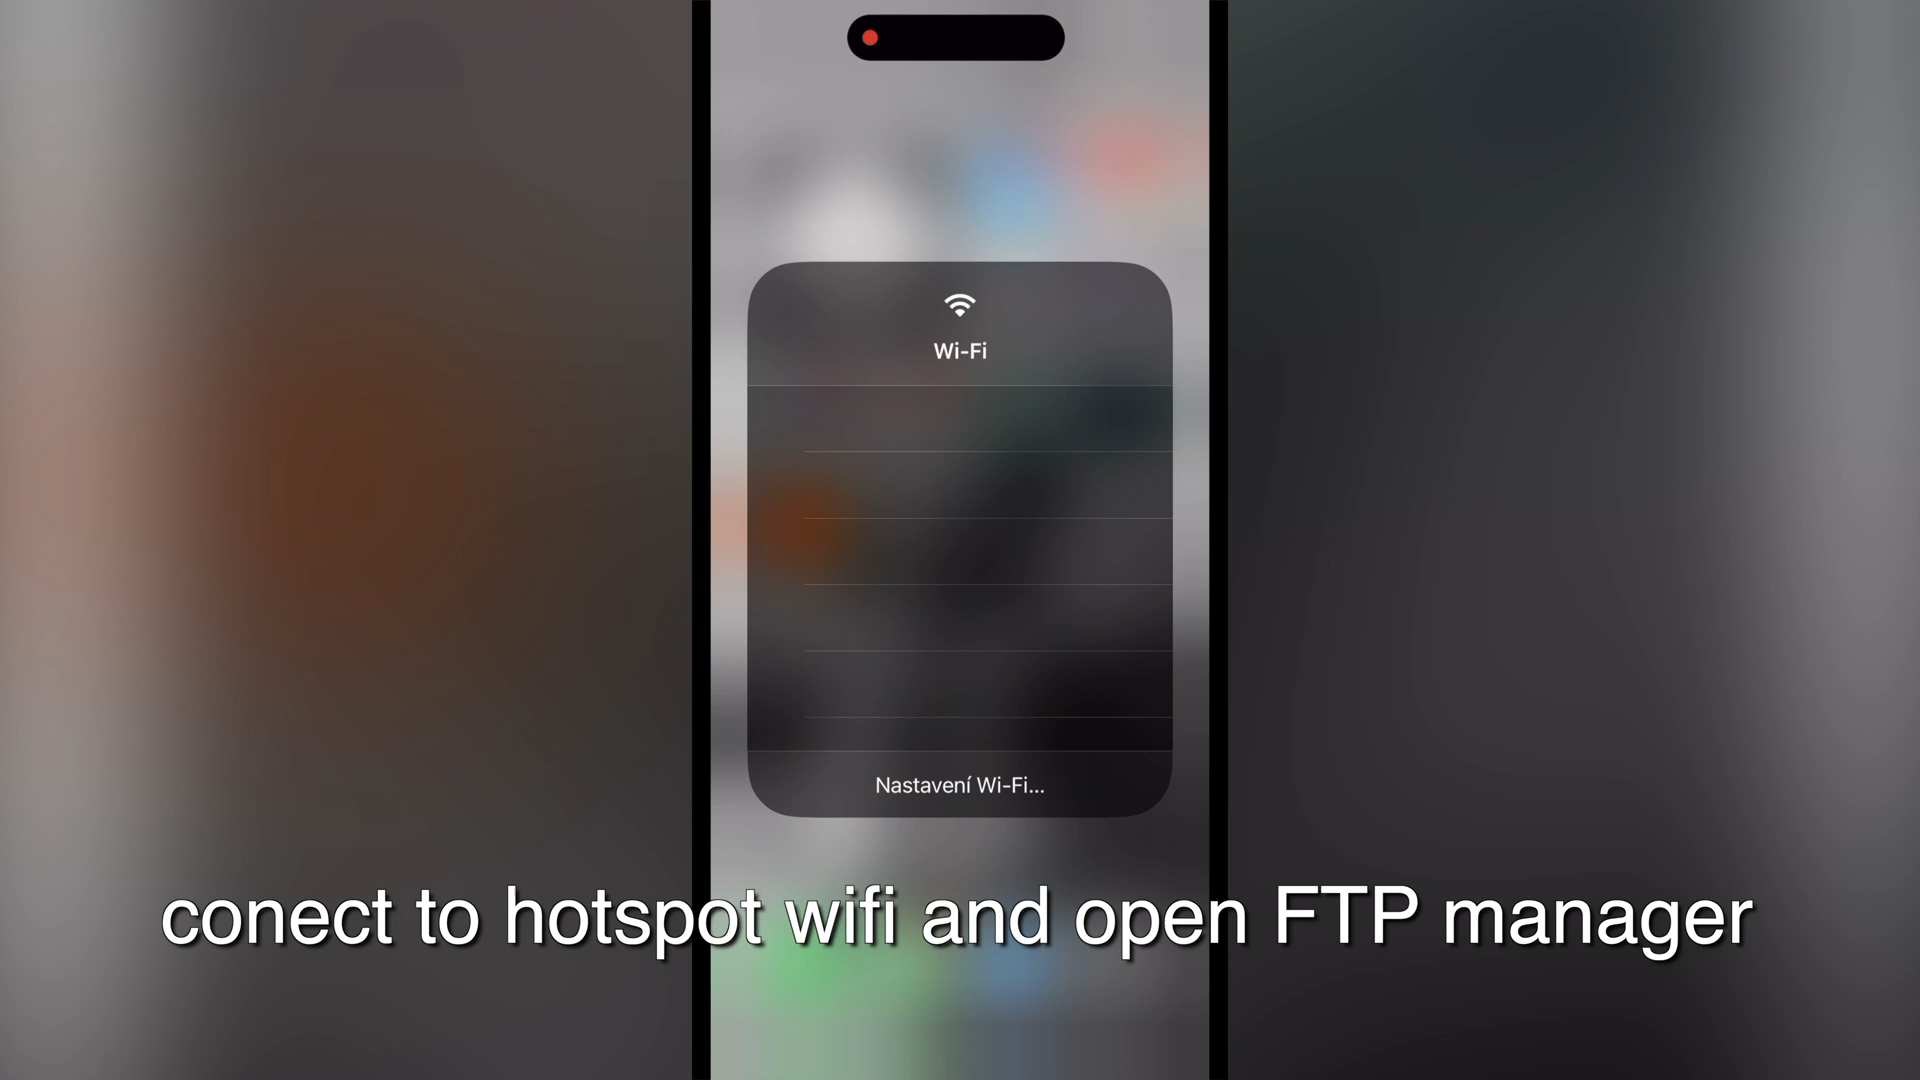 Wi-Fi
Nastavení Wi-Fi...
conect to hotspot wifi and open FTP manager